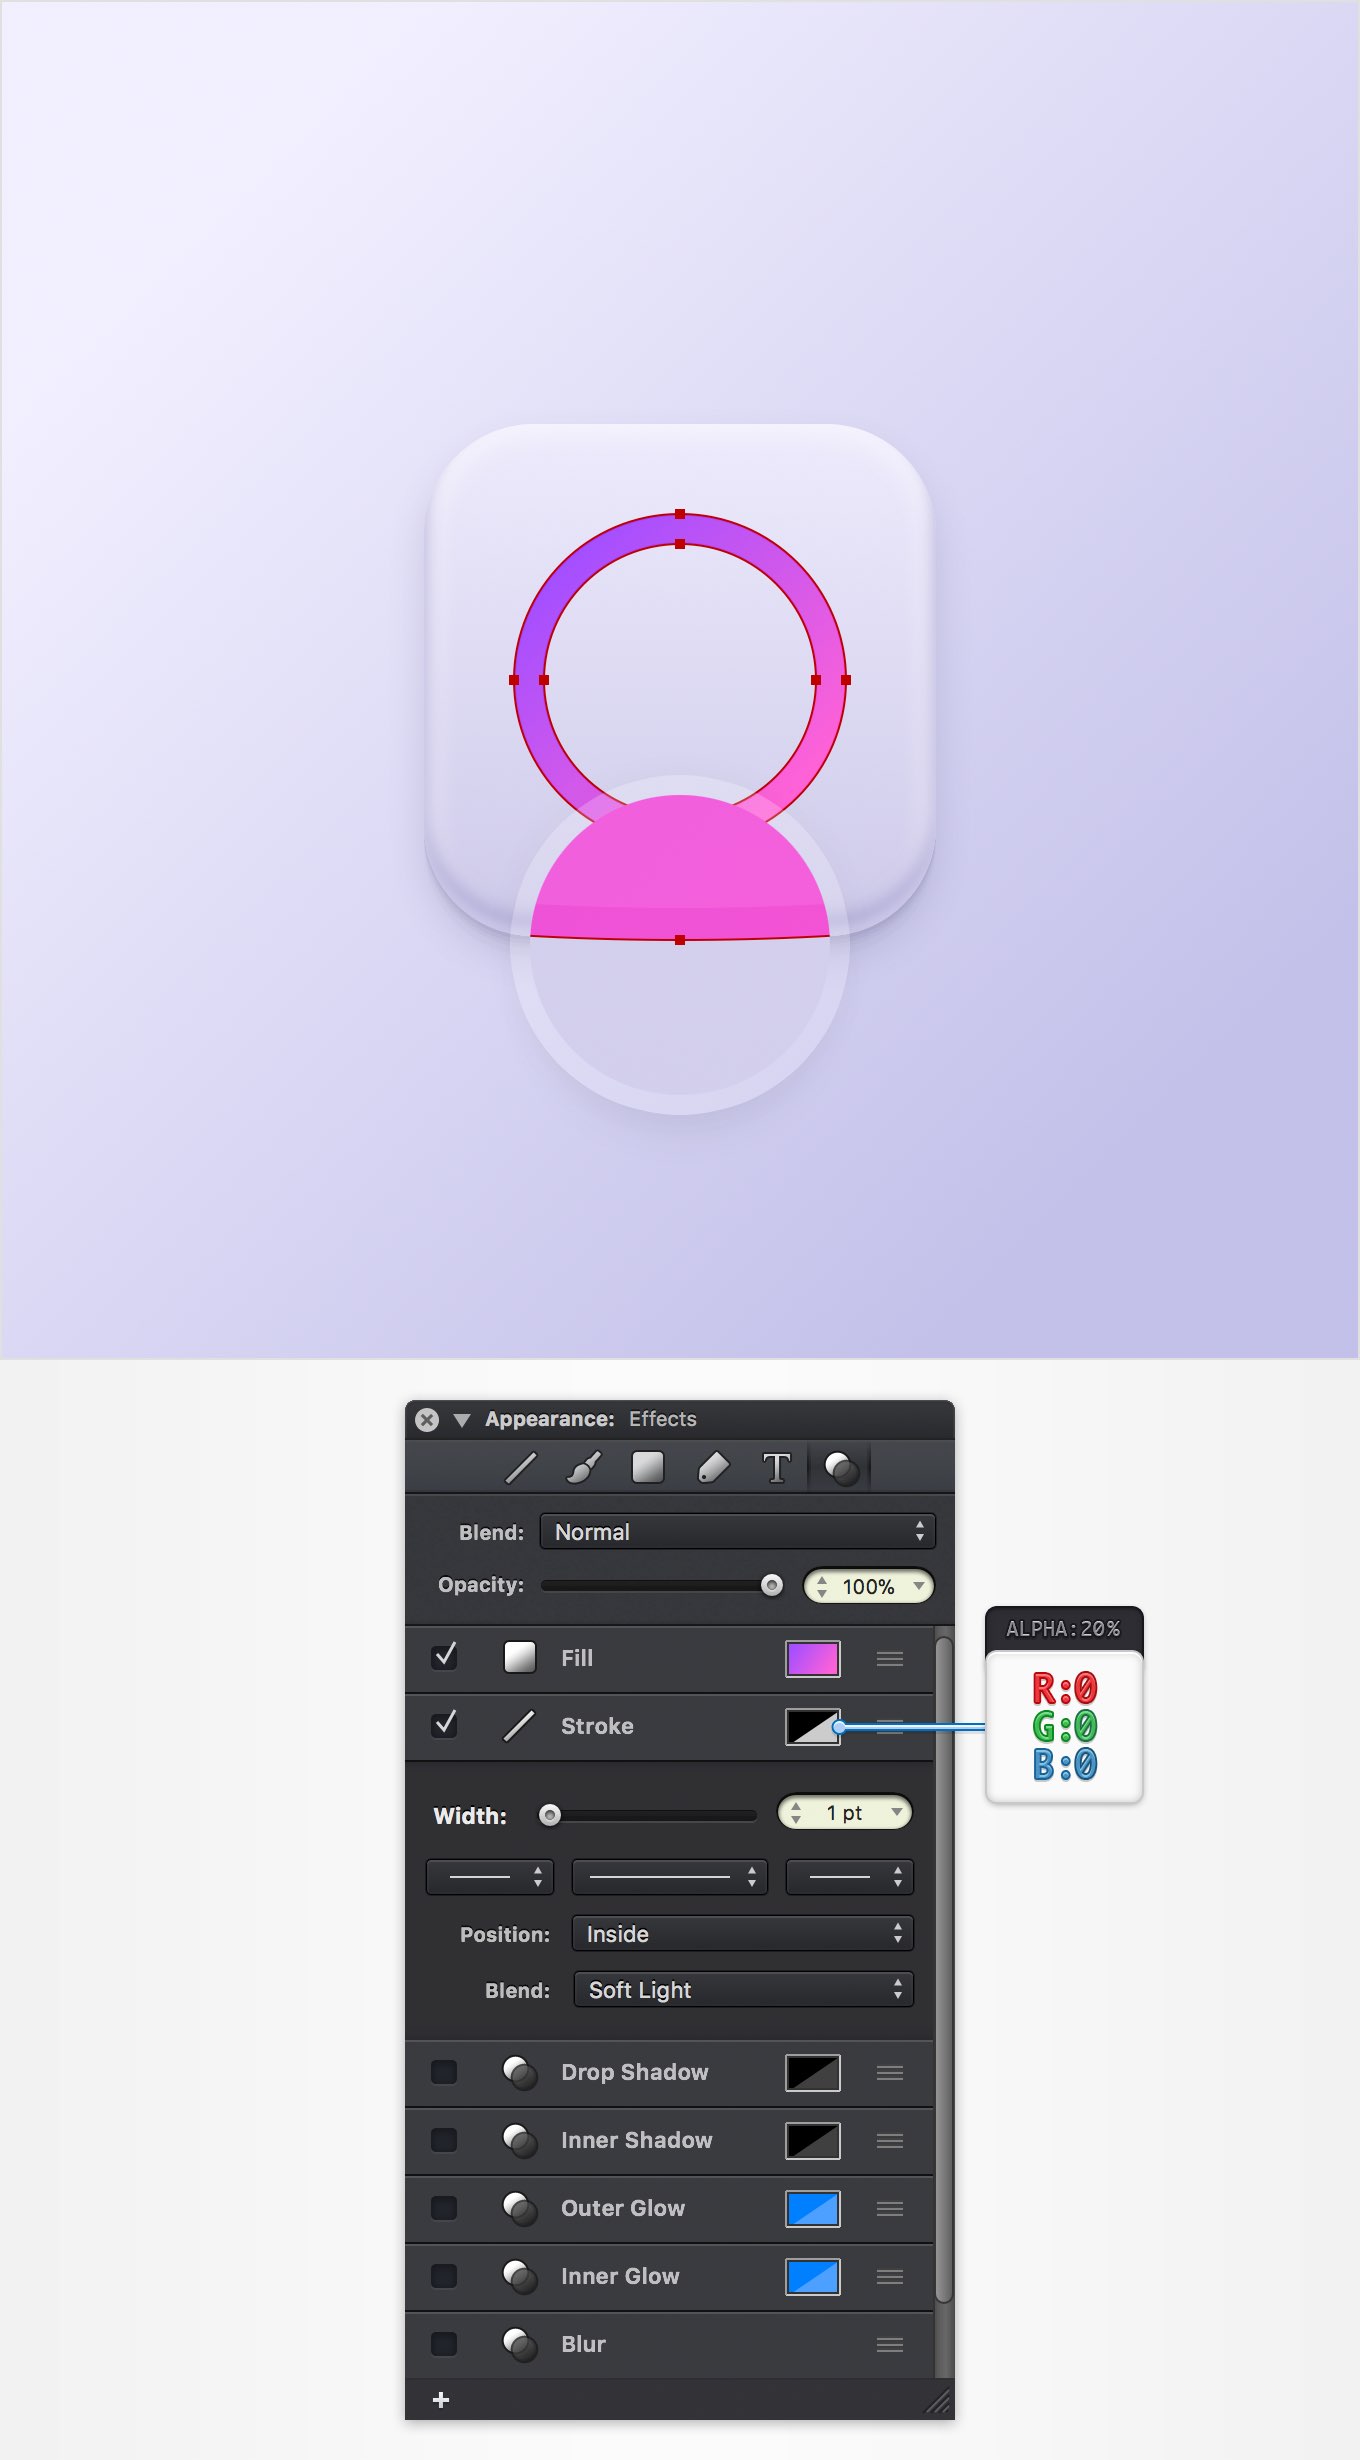 Appearance: Effects
T
Blend: Normal
Opacity: 100%
Fill
Stroke
ALPHA:20%
R:0
G:0
B:0
Width: 1 pt
Position: Inside
Blend: Soft Light
Drop Shadow
Inner Shadow
Outer Glow
Inner Glow
Blur
+